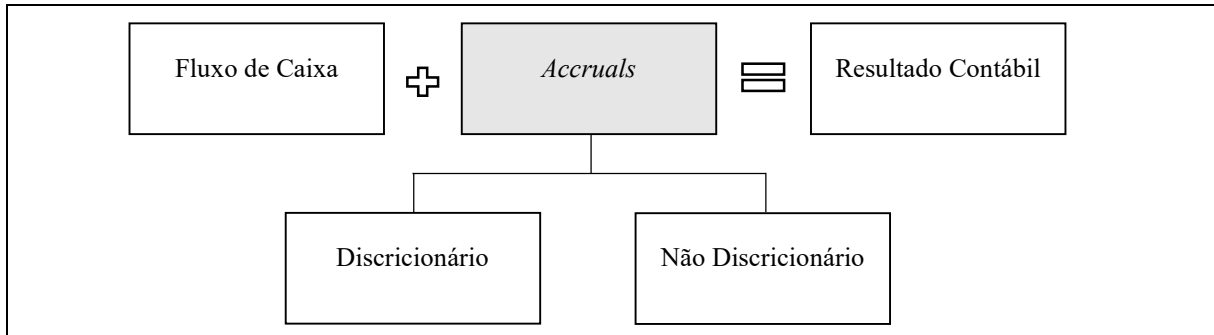 Fluxo de Caixa
Accruals
Resultado Contábil
Discricionário
Não Discricionário